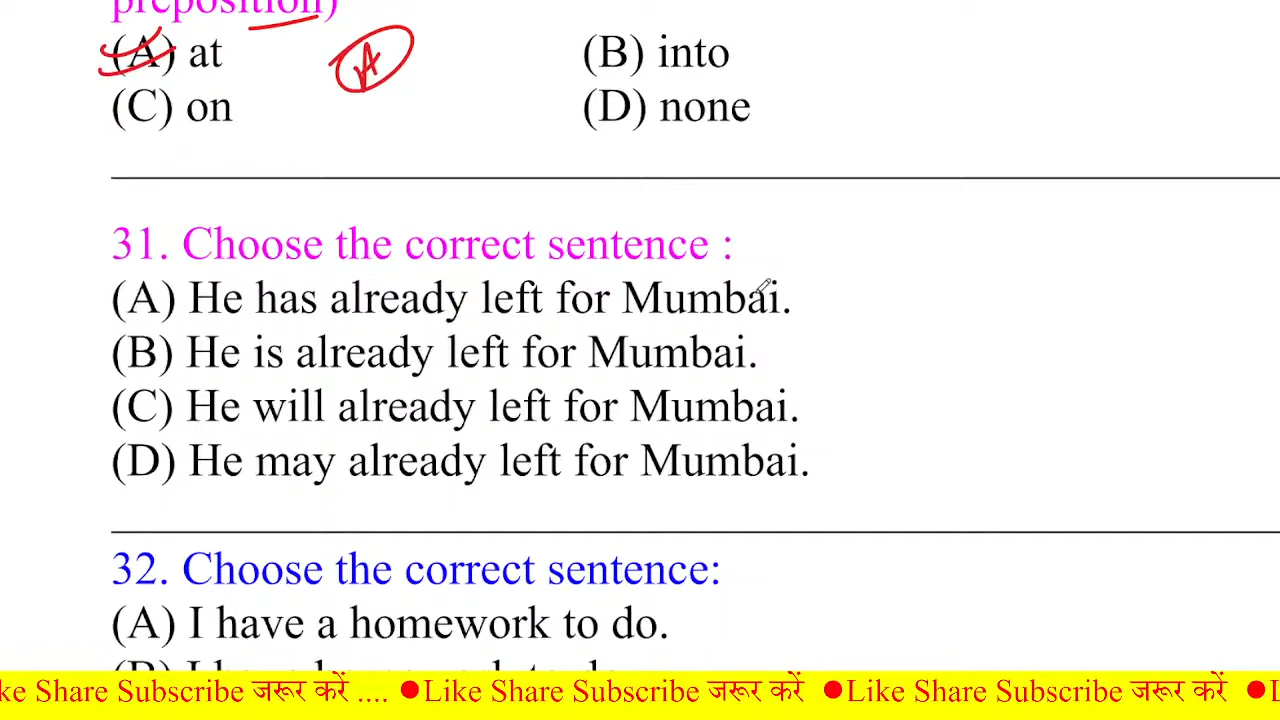 preposition)
(A) at A (B) into
(C) on (D) none
31. Choose the correct sentence :
(A) He has already left for Mumbai.
(B) He is already left for Mumbai.
(C) He will already left for Mumbai.
(D) He may already left for Mumbai.
32. Choose the correct sentence:
(A) I have a homework to do.
ke Share Subscribe जरूर करें .... ●Like Share Subscribe जरूर करें ●Like Share Subscribe जरूर करें ●